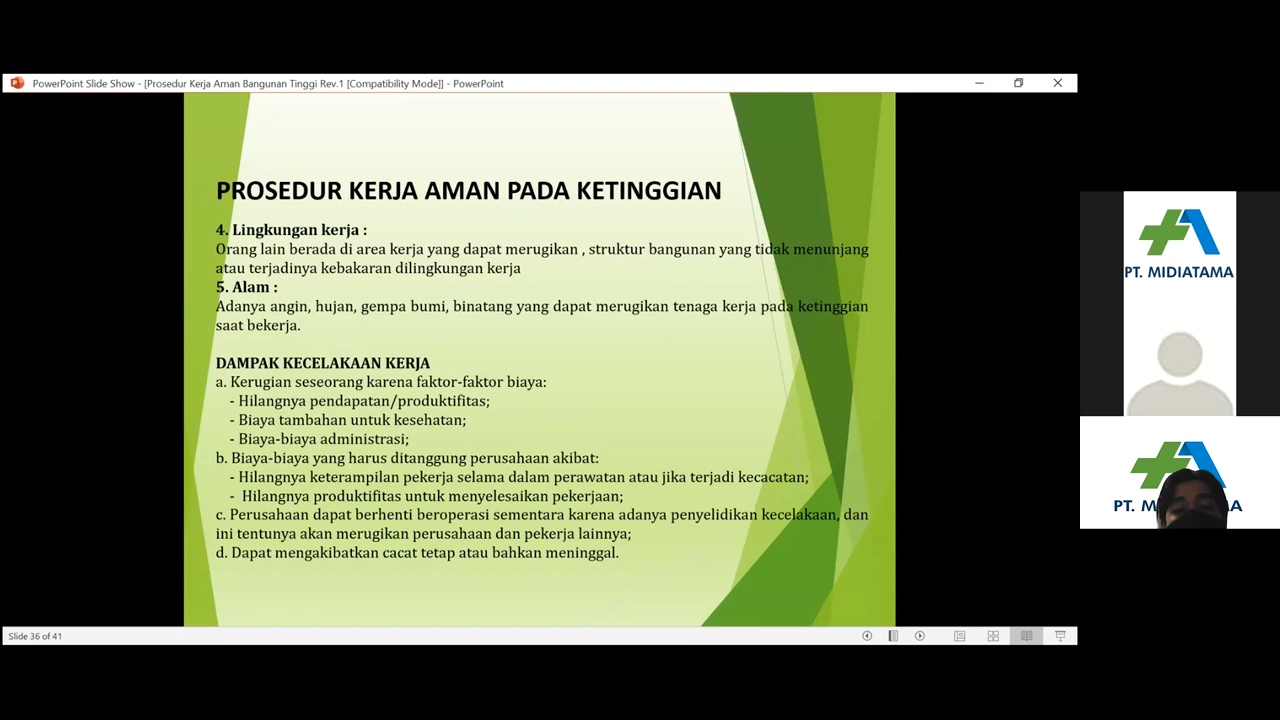 PowerPoint Slide Show - [Prosedur Kerja Aman Bangunan Tinggi Rev.1 [Compatibility Mode]] - PowerPoint
PROSEDUR KERJA AMAN PADA KETINGGIAN
4. Lingkungan kerja :
Orang lain berada di area kerja yang dapat merugikan , struktur bangunan yang tidak menunjang
atau terjadinya kebakaran dilingkungan kerja
5. Alam :
Adanya angin, hujan, gempa bumi, binatang yang dapat merugikan tenaga kerja pada ketinggian
saat bekerja.
DAMPAK KECELAKAAN KERJA
a. Kerugian seseorang karena faktor-faktor biaya:
- Hilangnya pendapatan/produktifitas;
- Biaya tambahan untuk kesehatan;
- Biaya-biaya administrasi;
b. Biaya-biaya yang harus ditanggung perusahaan akibat:
- Hilangnya keterampilan pekerja selama dalam perawatan atau jika terjadi kecacatan;
- Hilangnya produktifitas untuk menyelesaikan pekerjaan;
c. Perusahaan dapat berhenti beroperasi sementara karena adanya penyelidikan kecelakaan, dan
ini tentunya akan merugikan perusahaan dan pekerja lainnya;
d. Dapat mengakibatkan cacat tetap atau bahkan meninggal.
Slide 36 of 41
PT. MIDIATAMA
PT. M MA